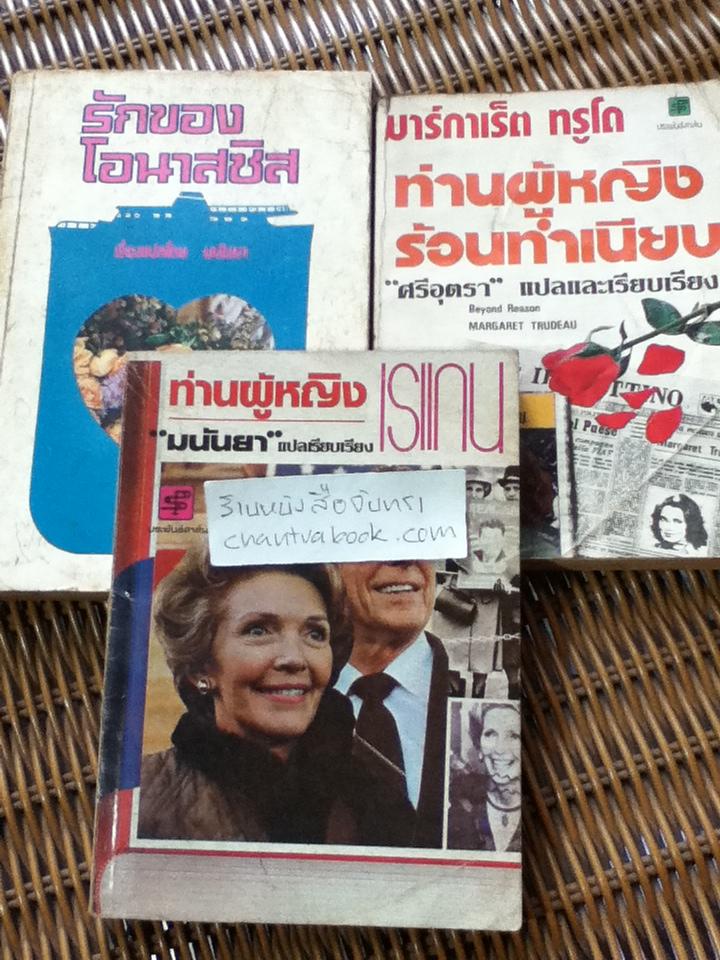 รักของ
โอนาสซิส
มาร์กาเร็ต ทรูโด
ท่านผู้หญิง
ร้อนทำเนียบ
"ศรีอุตรา" แปลและเรียบเรียง
Beyond Reason
MARGARET TRUDEAU
ท่านผู้หญิง เรแกน
"มนันยา" แปลเรียบเรียง
ร้านหนังสือจันทรา
chantrabook.com